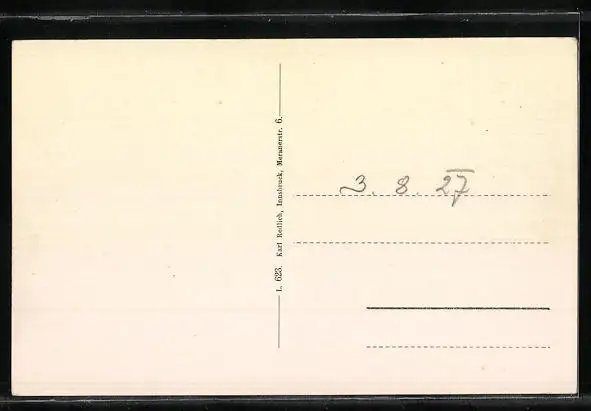 L. 623. Karl Redlich, Innsbruck, Meranerstr. 6.
3. 8. 27